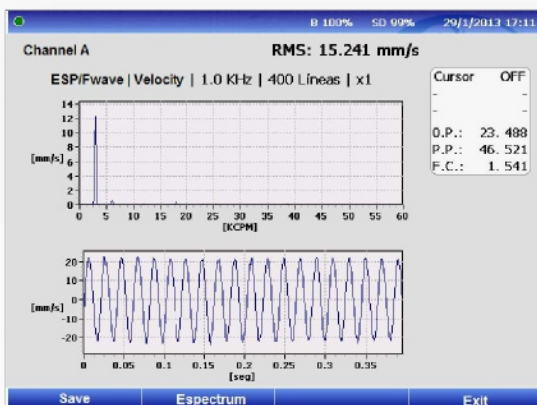 B 100% SD 99% 29/1/2013 17:11
Channel A RMS: 15.241 mm/s
ESP/Fwave | Velocity | 1.0 KHz | 400 Líneas | x1
Cursor OFF
-
-
O.P.: 23. 488
P.P.: 46. 521
F.C.: 1. 541
14
12
10
8
[mm/s] 6
4
2
0
0 5 10 15 20 25 30 35 40 45 50 55 60
[KCPM]
20
10
[mm/s] 0
-10
-20
0 0.05 0.1 0.15 0.2 0.25 0.3 0.35
[seg]
Save Espectrum Exit